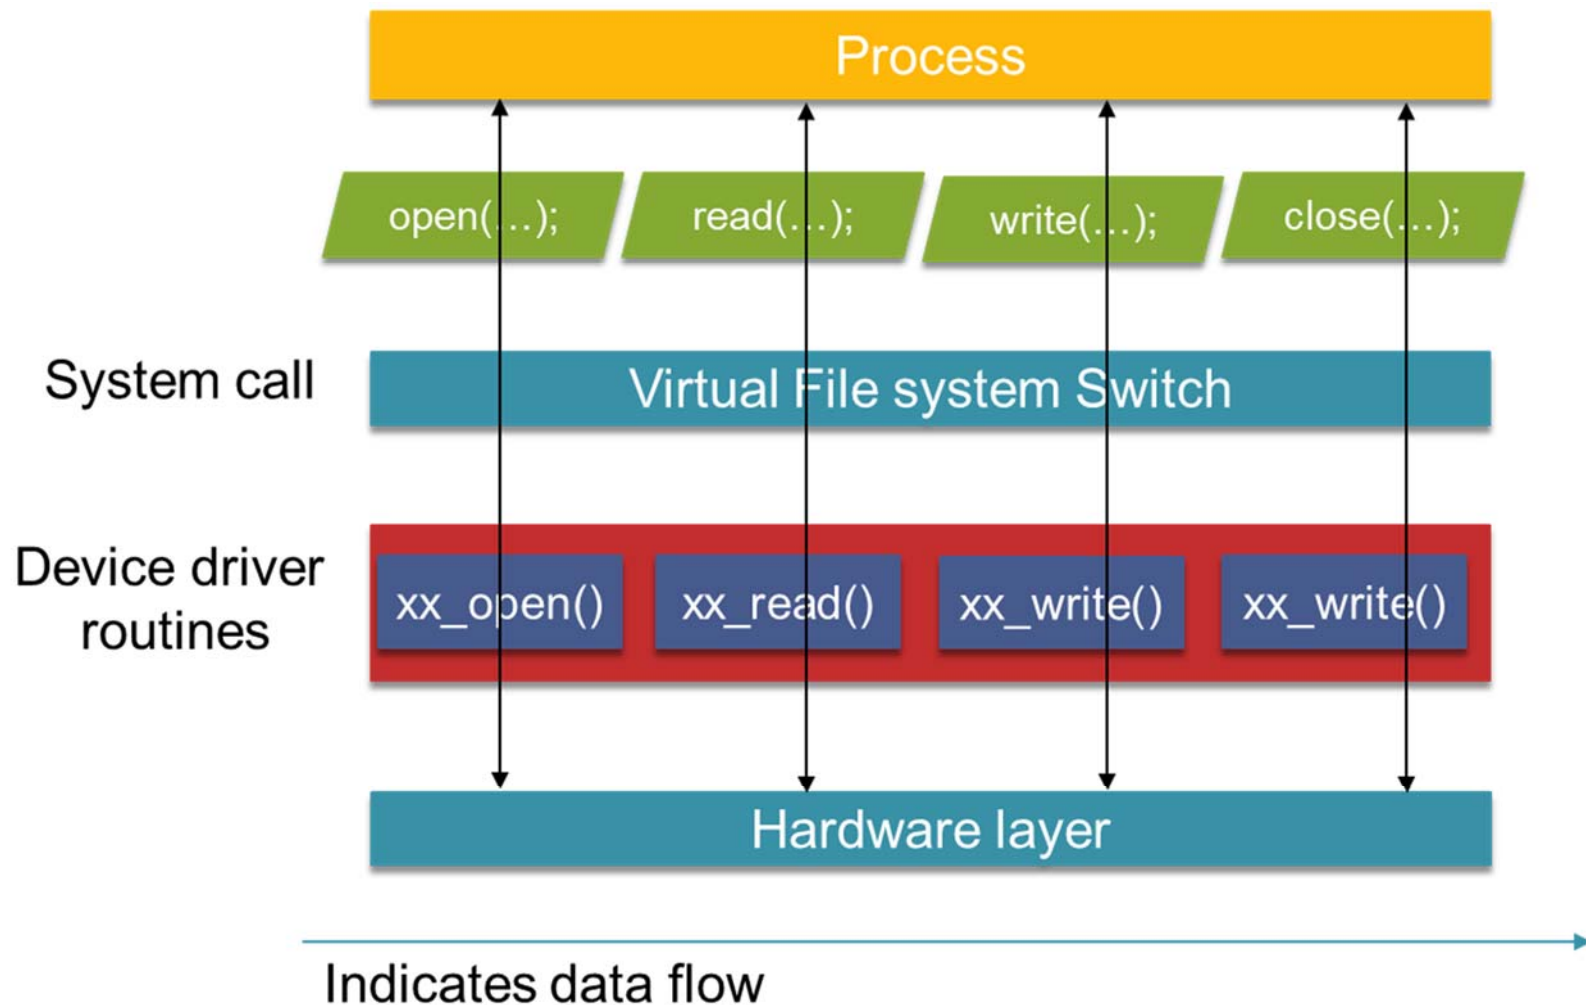 Process
open(...);
read(...);
write(...);
close(...);
System call
Virtual File system Switch
Device driver
routines
xx_open()
xx_read()
xx_write()
xx_write()
Hardware layer
Indicates data flow